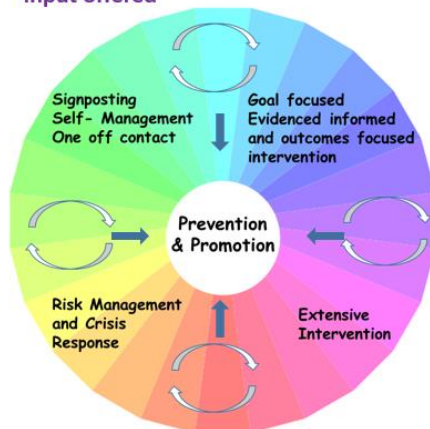 Input Offered
Signposting
Self- Management
One off contact
Goal focused
Evidenced informed
and outcomes focused
intervention
Prevention
& Promotion
Risk Management
and Crisis
Response
Extensive
Intervention